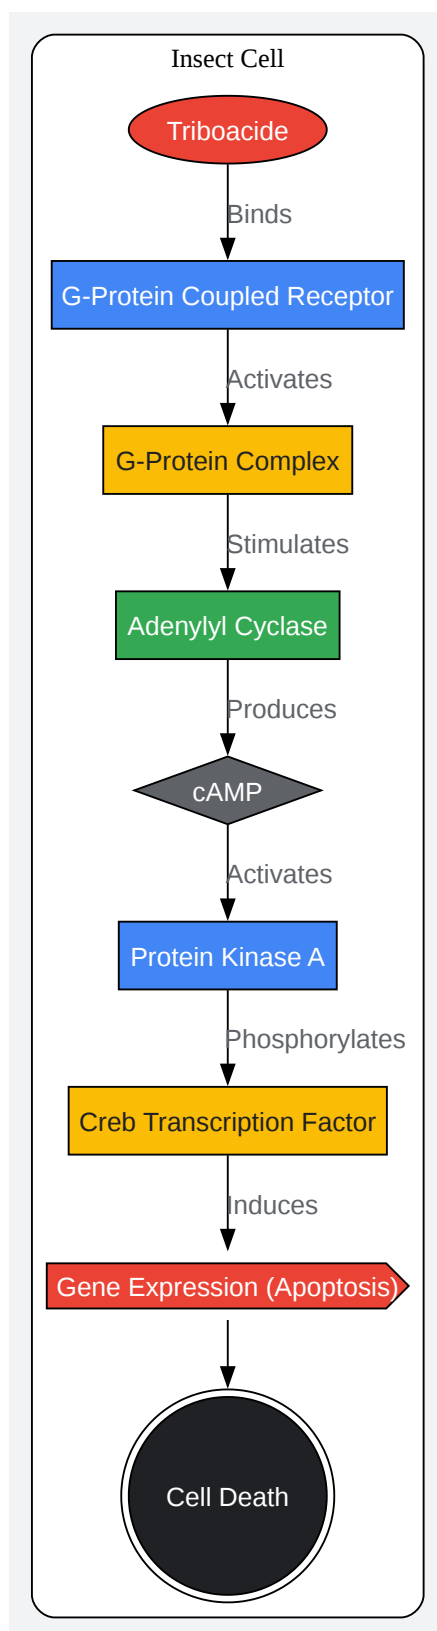 Insect Cell
Triboacide
Binds
G-Protein Coupled Receptor
Activates
G-Protein Complex
Stimulates
Adenylyl Cyclase
Produces
cAMP
Activates
Protein Kinase A
Phosphorylates
Creb Transcription Factor
Induces
Gene Expression (Apoptosis)
Cell Death